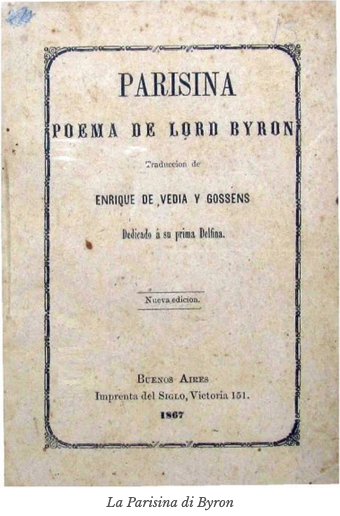 PARISINA
POEMA DE LORD BYRON
Traduccion de
ENRIQUE DE VEDIA Y GOSSENS
Dedicado á su prima Delfina.
Nueva edicion.
BUENOS AIRES
Imprenta del SIGLO, Victoria 151.
1867
La Parisina di Byron